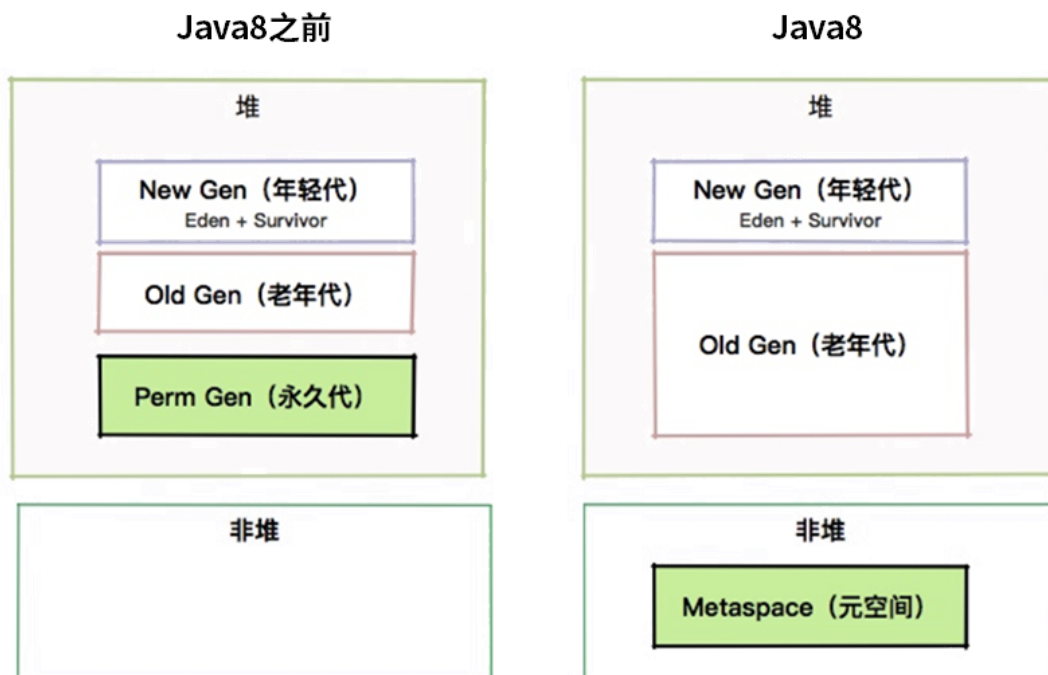 Java8之前
堆
New Gen（年轻代）
Eden + Survivor
Old Gen（老年代）
Perm Gen（永久代）
非堆
Java8
堆
New Gen（年轻代）
Eden + Survivor
Old Gen（老年代）
非堆
Metaspace（元空间）